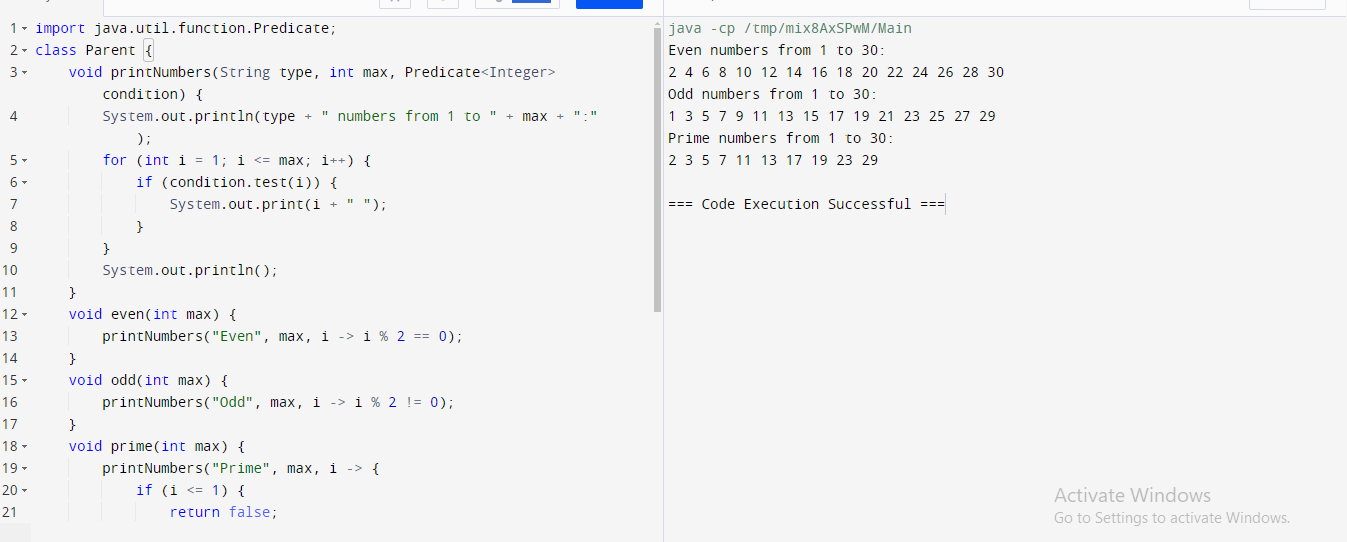 1 import java.util.function.Predicate;
2 class Parent {
3 void printNumbers(String type, int max, Predicate<Integer>
condition) {
4 System.out.println(type + " numbers from 1 to " + max + ":"
);
5 for (int i = 1; i <= max; i++) {
6 if (condition.test(i)) {
7 System.out.print(i + " ");
8 }
9 }
10 System.out.println();
11 }
12 void even(int max) {
13 printNumbers("Even", max, i -> i % 2 == 0);
14 }
15 void odd(int max) {
16 printNumbers("Odd", max, i -> i % 2 != 0);
17 }
18 void prime(int max) {
19 printNumbers("Prime", max, i -> {
20 if (i <= 1) {
21 return false;
java -cp /tmp/mix8AxSPwM/Main
Even numbers from 1 to 30:
2 4 6 8 10 12 14 16 18 20 22 24 26 28 30
Odd numbers from 1 to 30:
1 3 5 7 9 11 13 15 17 19 21 23 25 27 29
Prime numbers from 1 to 30:
2 3 5 7 11 13 17 19 23 29
=== Code Execution Successful ===
Activate Windows
Go to Settings to activate Windows.